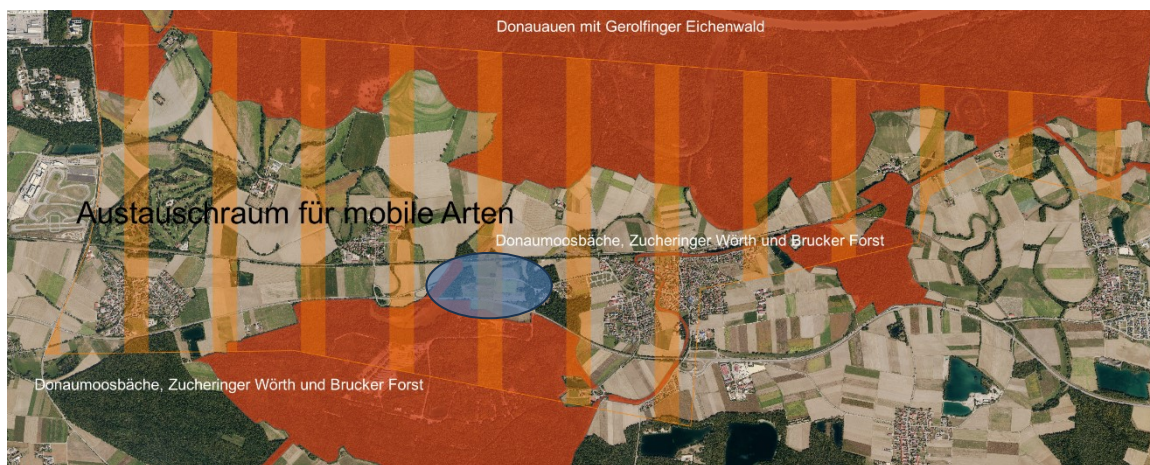 Donauauen mit Gerolfinger Eichenwald
Austauschraum für mobile Arten
Donaumoosbäche, Zucheringer Wörth und Brucker Forst
Donaumoosbäche, Zucheringer Wörth und Brucker Forst